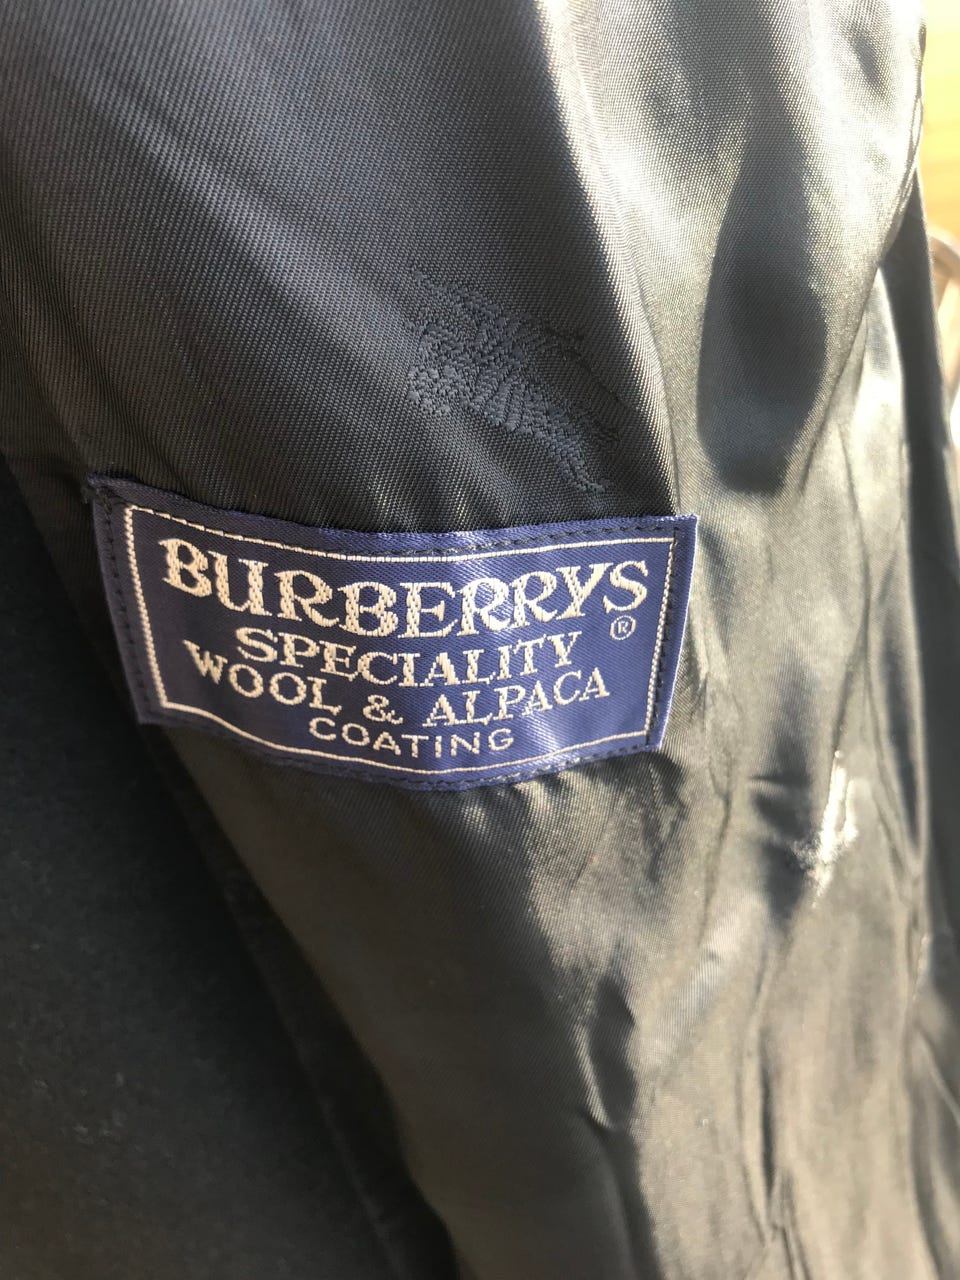 BURBERRYS
®
SPECIALITY
WOOL & ALPACA
COATING